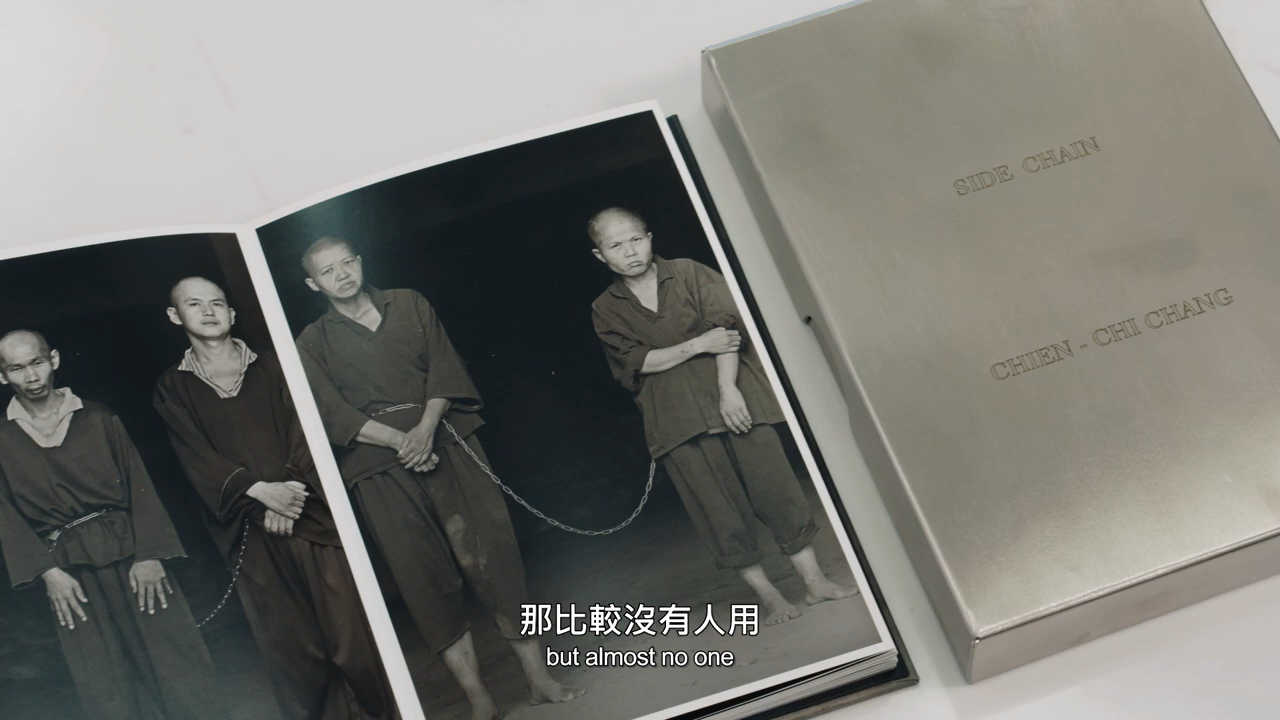 SIDE CHAIN
CHIEN - CHI CHANG
那比較沒有人用
but almost no one